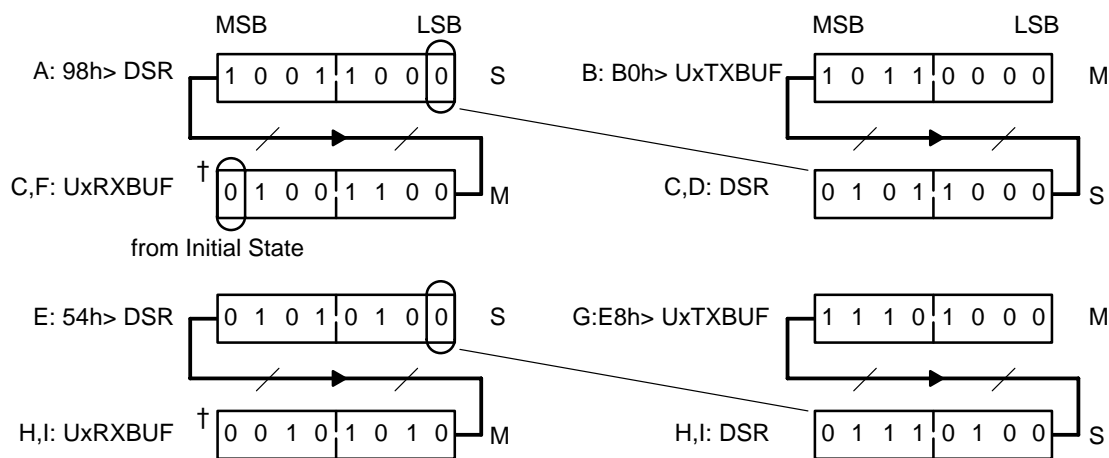 MSB LSB MSB LSB
A: 98h> DSR 1 0 0 1 1 0 0 0 S B: B0h> UxTXBUF 1 0 1 1 0 0 0 0 M
C,F: UxRXBUF † 0 1 0 0 1 1 0 0 M C,D: DSR 0 1 0 1 1 0 0 0 S
from Initial State
E: 54h> DSR 0 1 0 1 0 1 0 0 S G:E8h> UxTXBUF 1 1 1 0 1 0 0 0 M
H,I: UxRXBUF † 0 0 1 0 1 0 1 0 M H,I: DSR 0 1 1 1 0 1 0 0 S